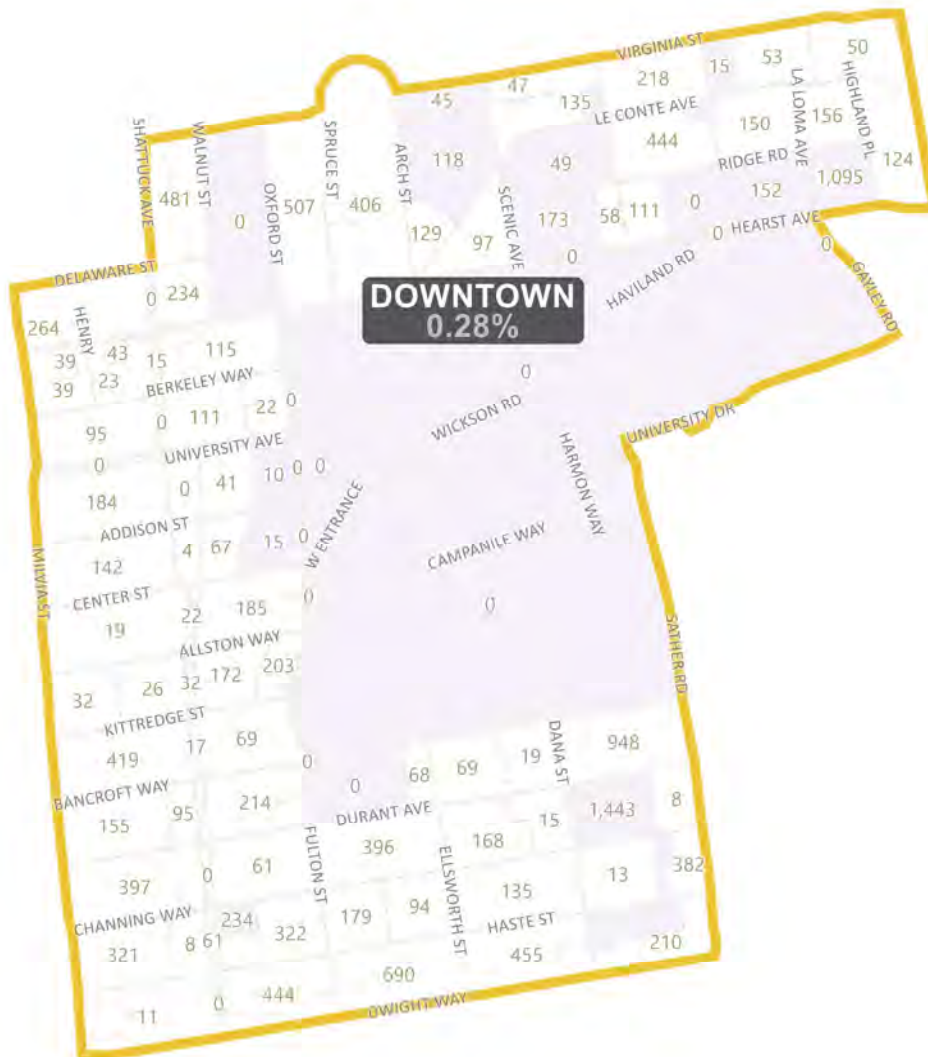 VIRGINIA ST
50
53
15
218
47
135
45
LE CONTE AVE
LA LOMA AVE
HIGHLAND PL
156
150
444
124
SHATTUCK AVE
WALNUT ST
SPRUCE ST
ARCH ST
118
49
RIDGE RD
1,095
152
0
111
58
173
SCENIC AVE
481
0
OXFORD ST
507
406
129
97
0
0
HEARST AVE
0
HAVILAND RD
GAYLEY RD
DELAWARE ST
0
234
DOWNTOWN
0.28%
264
HENRY
39
43
15
115
39
23
BERKELEY WAY
0
WICKSON RD
UNIVERSITY DR
95
0
111
22
0
UNIVERSITY AVE
0
184
0
41
10
0
0
HARMON WAY
ADDISON ST
W ENTRANCE
142
4
67
15
0
CAMPANILE WAY
MILVIA ST
CENTER ST
19
22
185
0
0
ALLSTON WAY
SATHER RD
32
26
32
172
203
KITTREDGE ST
419
17
69
0
0
68
69
19
DANA ST
948
BANCROFT WAY
155
95
214
DURANT AVE
15
1,443
8
397
0
61
FULTON ST
396
ELLSWORTH ST
168
135
13
382
CHANNING WAY
234
179
94
HASTE ST
321
8
61
322
455
210
690
11
0
444
DWIGHT WAY